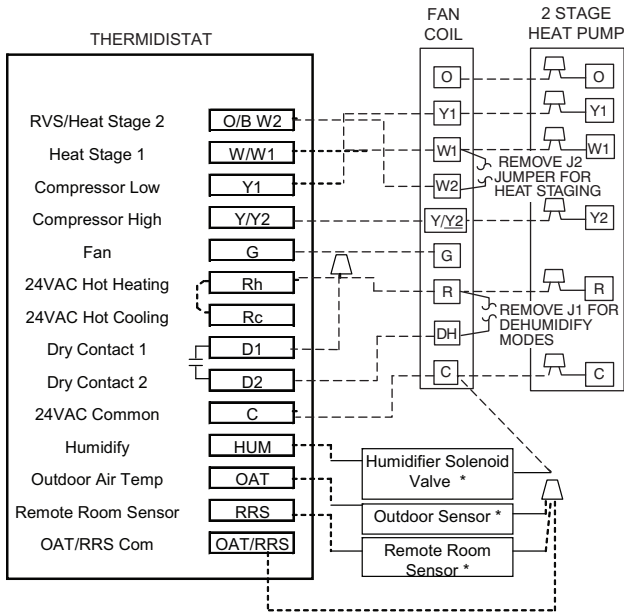 THERMIDISTAT
FAN
COIL
2 STAGE
HEAT PUMP
RVS/Heat Stage 2
O/B W2
Heat Stage 1
W/W1
Compressor Low
Y1
Compressor High
Y/Y2
Fan
G
24VAC Hot Heating
Rh
24VAC Hot Cooling
Rc
Dry Contact 1
D1
Dry Contact 2
D2
24VAC Common
C
Humidify
HUM
Outdoor Air Temp
OAT
Remote Room Sensor
RRS
OAT/RRS Com
OAT/RRS
O
Y1
W1
W2
Y/Y2
G
R
DH
C
REMOVE J2
JUMPER FOR
HEAT STAGING
REMOVE J1 FOR
DEHUMIDIFY
MODES
O
Y1
W1
Y2
R
C
Humidifier Solenoid
Valve *
Outdoor Sensor *
Remote Room
Sensor *